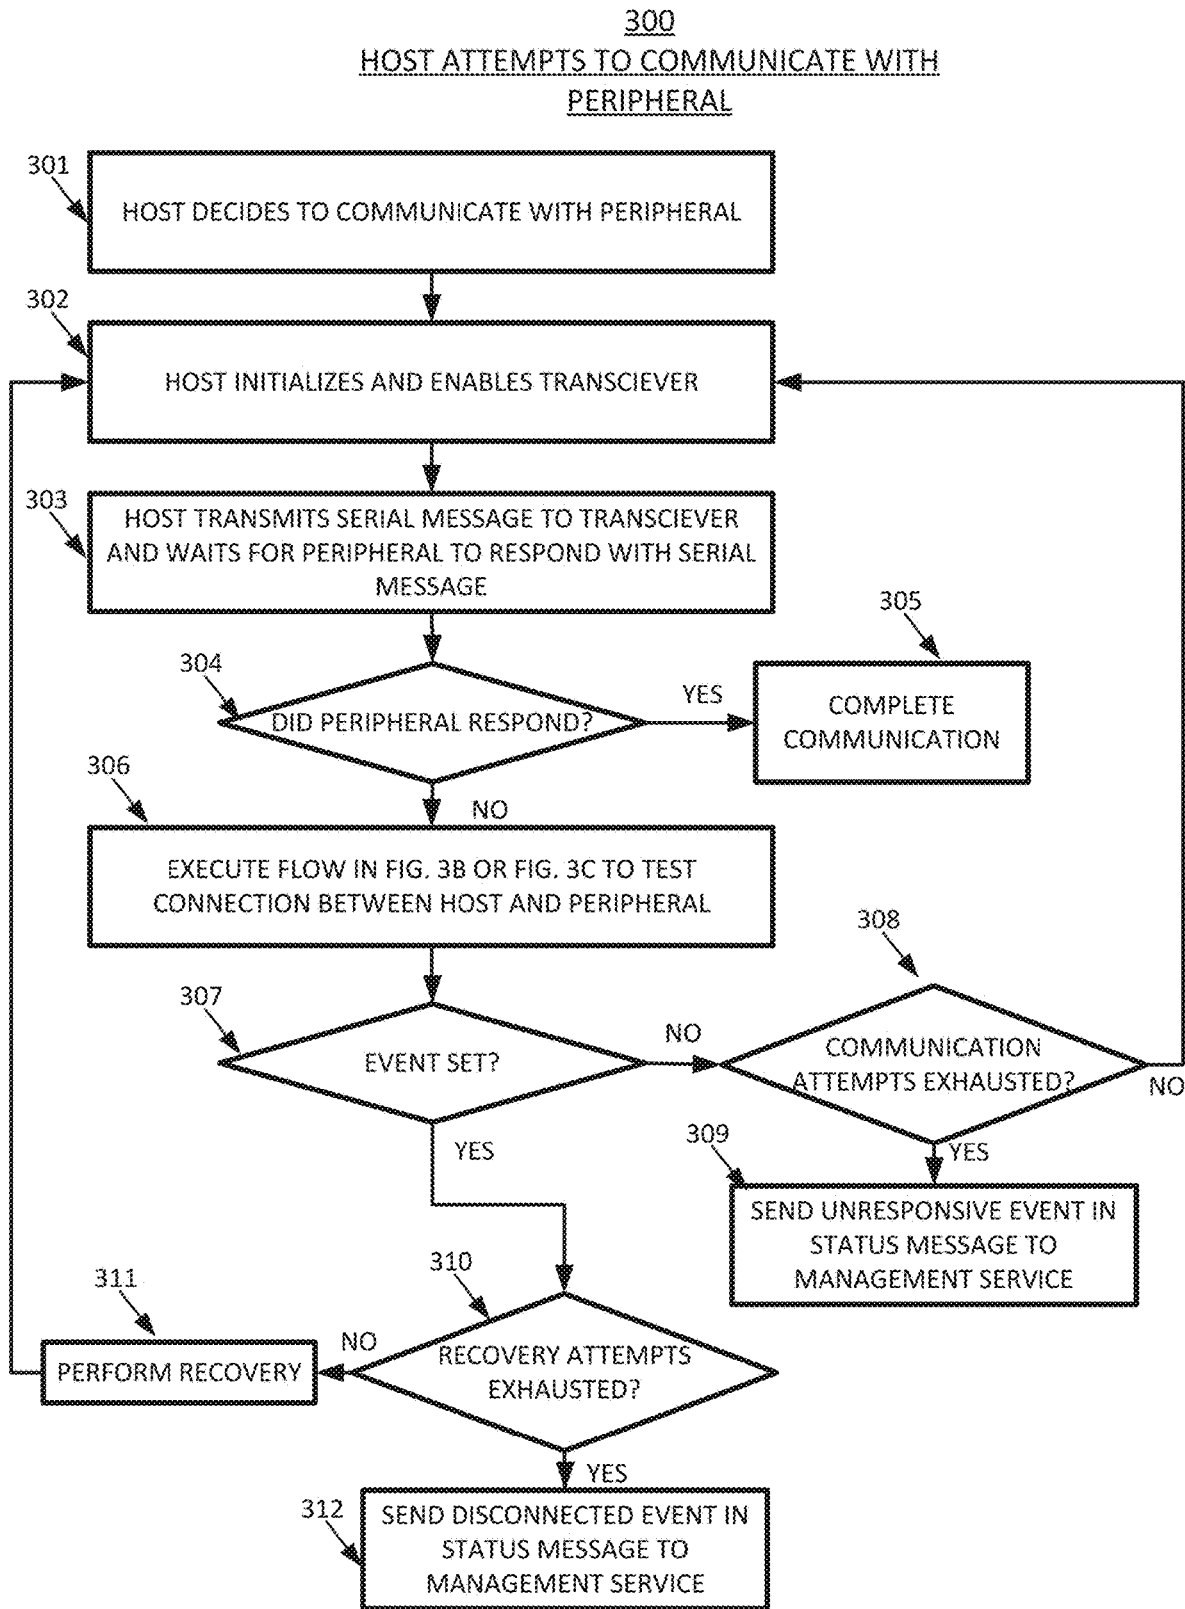 300
HOST ATTEMPTS TO COMMUNICATE WITH
PERIPHERAL
301
HOST DECIDES TO COMMUNICATE WITH PERIPHERAL
302
HOST INITIALIZES AND ENABLES TRANSCIEVER
303
HOST TRANSMITS SERIAL MESSAGE TO TRANSCIEVER
AND WAITS FOR PERIPHERAL TO RESPOND WITH SERIAL
MESSAGE
304
DID PERIPHERAL RESPOND?
YES
305
COMPLETE
COMMUNICATION
NO
306
EXECUTE FLOW IN FIG. 3B OR FIG. 3C TO TEST
CONNECTION BETWEEN HOST AND PERIPHERAL
307
EVENT SET?
NO
308
COMMUNICATION
ATTEMPTS EXHAUSTED?
NO
YES
309
SEND UNRESPONSIVE EVENT IN
STATUS MESSAGE TO
MANAGEMENT SERVICE
YES
310
RECOVERY ATTEMPTS
EXHAUSTED?
NO
311
PERFORM RECOVERY
YES
312
SEND DISCONNECTED EVENT IN
STATUS MESSAGE TO
MANAGEMENT SERVICE